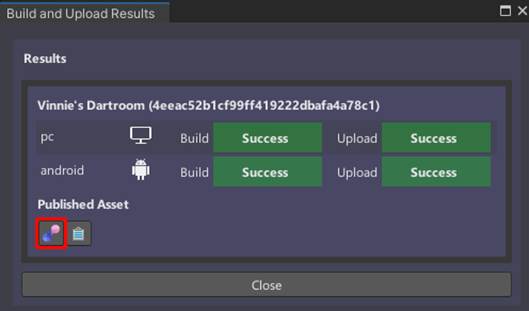 Build and Upload Results
Results
Vinnie's Dartroom (4eeac52b1cf99ff419222dbafa4a78c1)
pc Build Success Upload Success
android Build Success Upload Success
Published Asset
Close